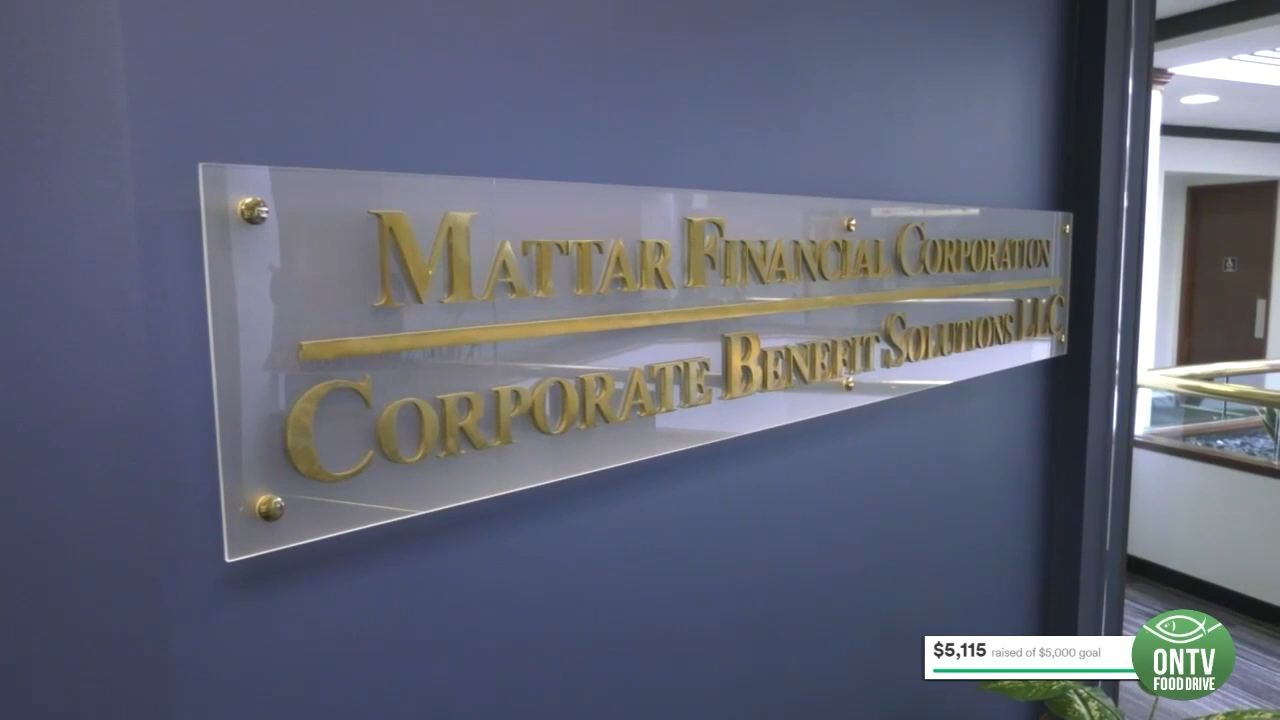 MATTAR FINANCIAL CORPORATION
CORPORATE BENEFIT SOLUTIONS LLC
$5,115 raised of $5,000 goal
ONTV
FOOD DRIVE